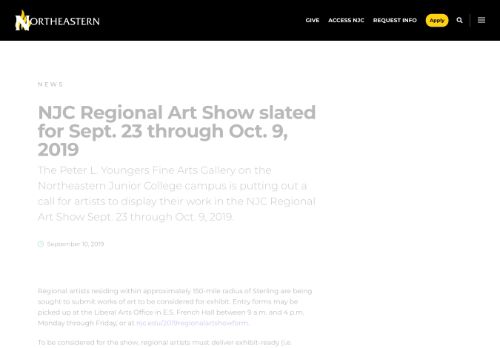 NORTHEASTERN
GIVE ACCESS NJC REQUEST INFO Apply
NEWS
NJC Regional Art Show slated
for Sept. 23 through Oct. 9,
2019
The Peter L. Youngers Fine Arts Gallery on the
Northeastern Junior College campus is putting out a
call for artists to display their work in the NJC Regional
Art Show Sept. 23 through Oct. 9, 2019.
September 10, 2019
Regional artists residing within approximately 150-mile radius of Sterling are being
sought to submit works of art to be considered for exhibit. Entry forms may
be picked up at the Liberal Arts Office in E.S. French Hall between 9 a.m. and 4 p.m.
Monday through Friday, or at njc.edu/2019regionalartshowform.
To be considered for the show, regional artists must deliver exhibit-ready (i.e.